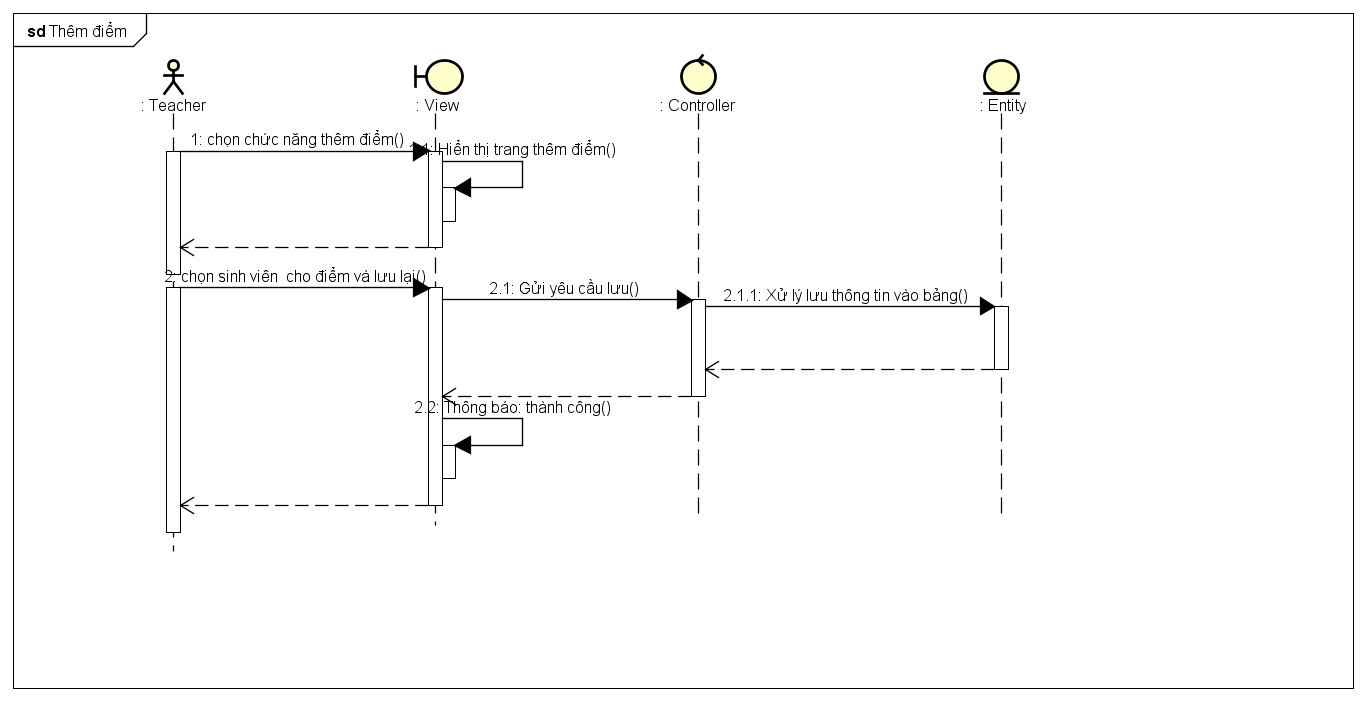 sd Thêm điểm
: Teacher
: View
: Controller
: Entity
1: chọn chức năng thêm điểm()
1.1: Hiển thị trang thêm điểm()
2: chọn sinh viên  cho điểm và lưu lại()
2.1: Gửi yêu cầu lưu()
2.1.1: Xử lý lưu thông tin vào bảng()
2.2: Thông báo: thành công()